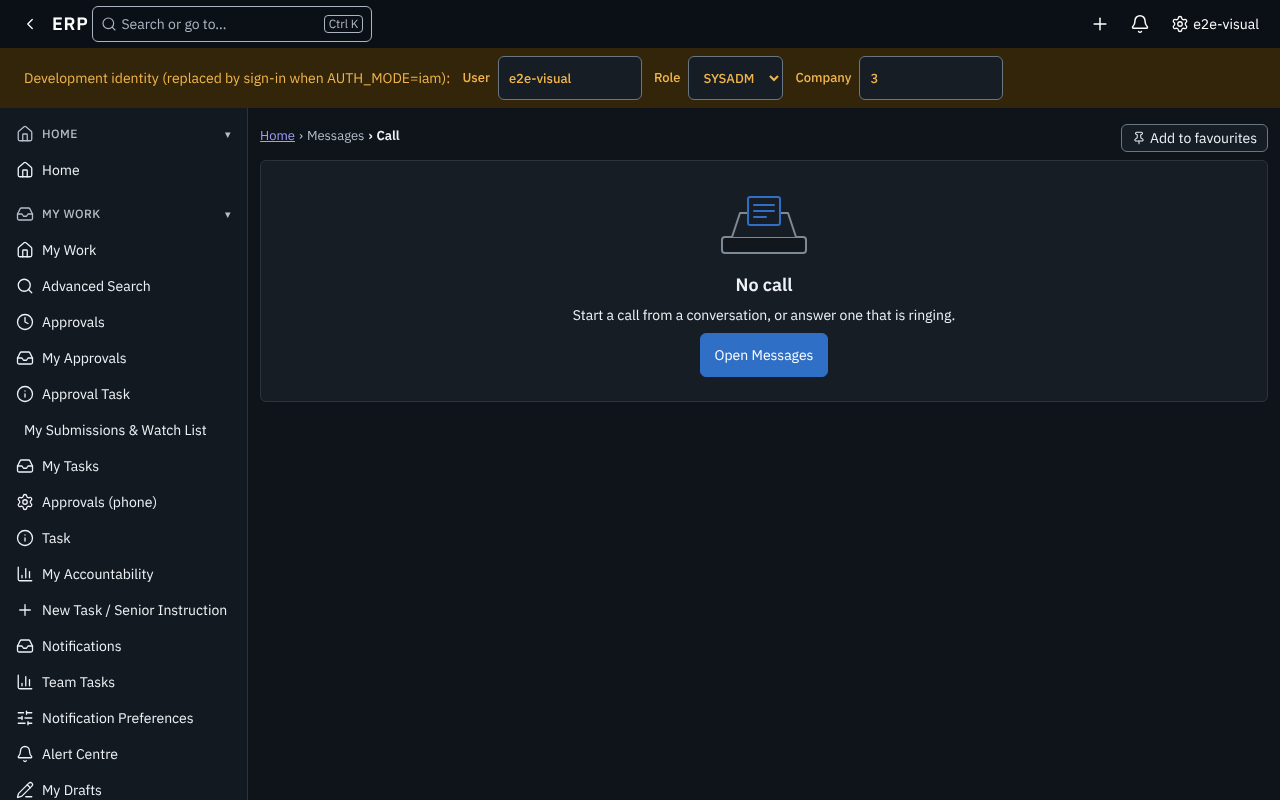 ERP
Search or go to...
Ctrl K
e2e-visual
Development identity (replaced by sign-in when AUTH_MODE=iam):
User
e2e-visual
Role
SYSADM
Company
3
HOME
Home
MY WORK
My Work
Advanced Search
Approvals
My Approvals
Approval Task
My Submissions & Watch List
My Tasks
Approvals (phone)
Task
My Accountability
New Task / Senior Instruction
Notifications
Team Tasks
Notification Preferences
Alert Centre
My Drafts
Home › Messages › Call
Add to favourites
No call
Start a call from a conversation, or answer one that is ringing.
Open Messages